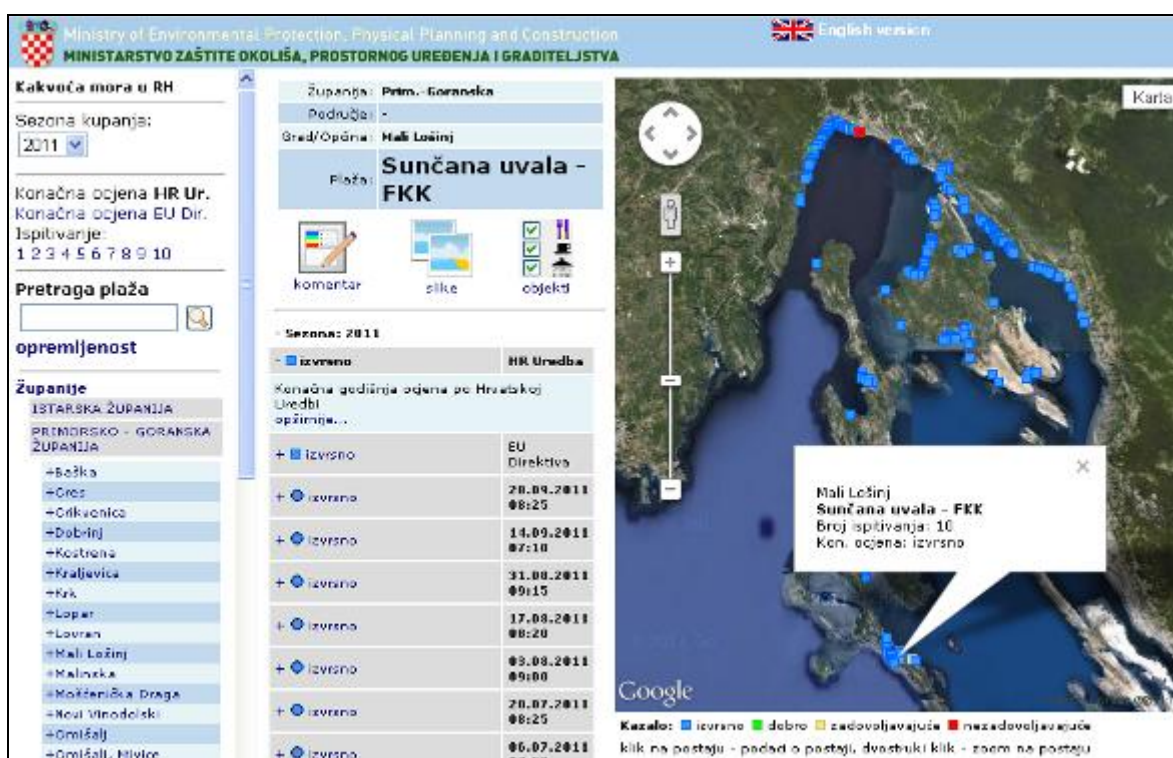 Ministry of Environmental Protection, Physical Planning and Construction
MINISTARSTVO ZAŠTITE OKOLIŠA, PROSTORNOG UREĐENJA I GRADITELJSTVA
English version
Kakvoća mora u RH
Sezona kupanja:
2011
Konačna ocjena HR Ur.
Konačna ocjena EU Dir.
Ispitivanje:
1 2 3 4 5 6 7 8 9 10
Pretraga plaža
opremljenost
Županije
ISTARSKA ŽUPANIJA
PRIMORSKO - GORANSKA
ŽUPANIJA
+Baška
+Cres
+Crikvenica
+Dobrinj
+Kostrena
+Kraljevica
+Krk
+Lopar
+Lovran
+Mali Lošinj
+Malinska
+Mošćenička Draga
+Novi Vinodolski
+Omišalj
+Omišalj, Njivice
Županija: Prim.-Goranska
Područje: -
Grad/Općina: Mali Lošinj
Plaža: Sunčana uvala -
FKK
komentar slike objekti
- Sezona: 2011
- izvrsno HR Uredba
Konačna godišnja ocjena po Hrvatskoj
Uredbi
opširnije...
+ izvrsno EU
Direktiva
+ izvrsno 28.09.2011
08:25
+ izvrsno 14.09.2011
07:10
+ izvrsno 31.08.2011
09:15
+ izvrsno 17.08.2011
08:20
+ izvrsno 03.08.2011
09:00
+ izvrsno 20.07.2011
08:25
+ izvrsno 06.07.2011
Karta
Mali Lošinj
Sunčana uvala - FKK
Broj ispitivanja: 10
Kon. ocjena: izvrsno
Google
Kazalo: izvrsno dobro zadovoljavajuće nezadovoljavajuće
klik na postaju - podaci o postaji, dvostruki klik - zoom na postaju